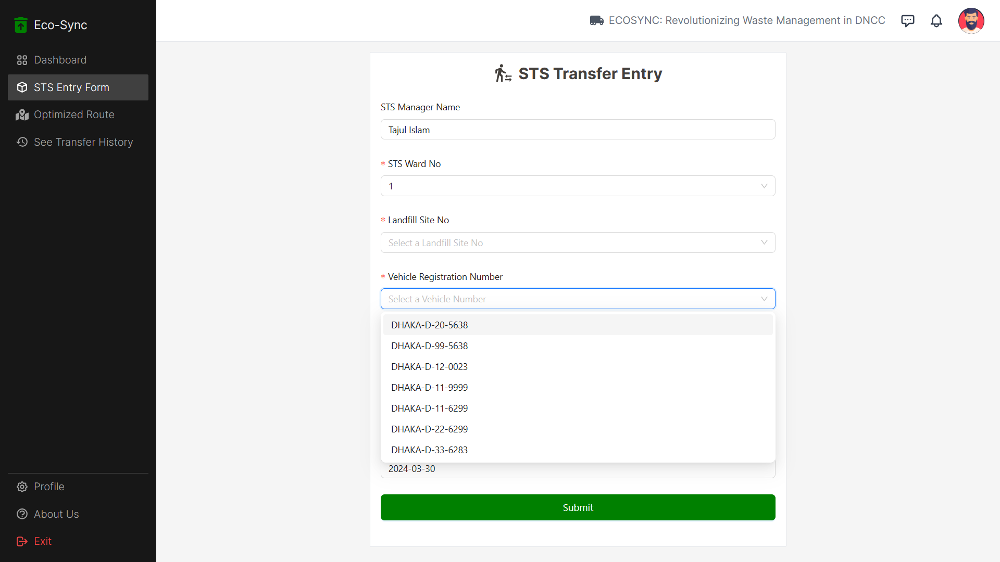 Eco-Sync
Dashboard
STS Entry Form
Optimized Route
See Transfer History
Profile
About Us
Exit
ECOSYNC: Revolutionizing Waste Management in DNCC
STS Transfer Entry
STS Manager Name
Tajul Islam
* STS Ward No
1
* Landfill Site No
Select a Landfill Site No
* Vehicle Registration Number
Select a Vehicle Number
DHAKA-D-20-5638
DHAKA-D-99-5638
DHAKA-D-12-0023
DHAKA-D-11-9999
DHAKA-D-11-6299
DHAKA-D-22-6299
DHAKA-D-33-6283
2024-03-30
Submit